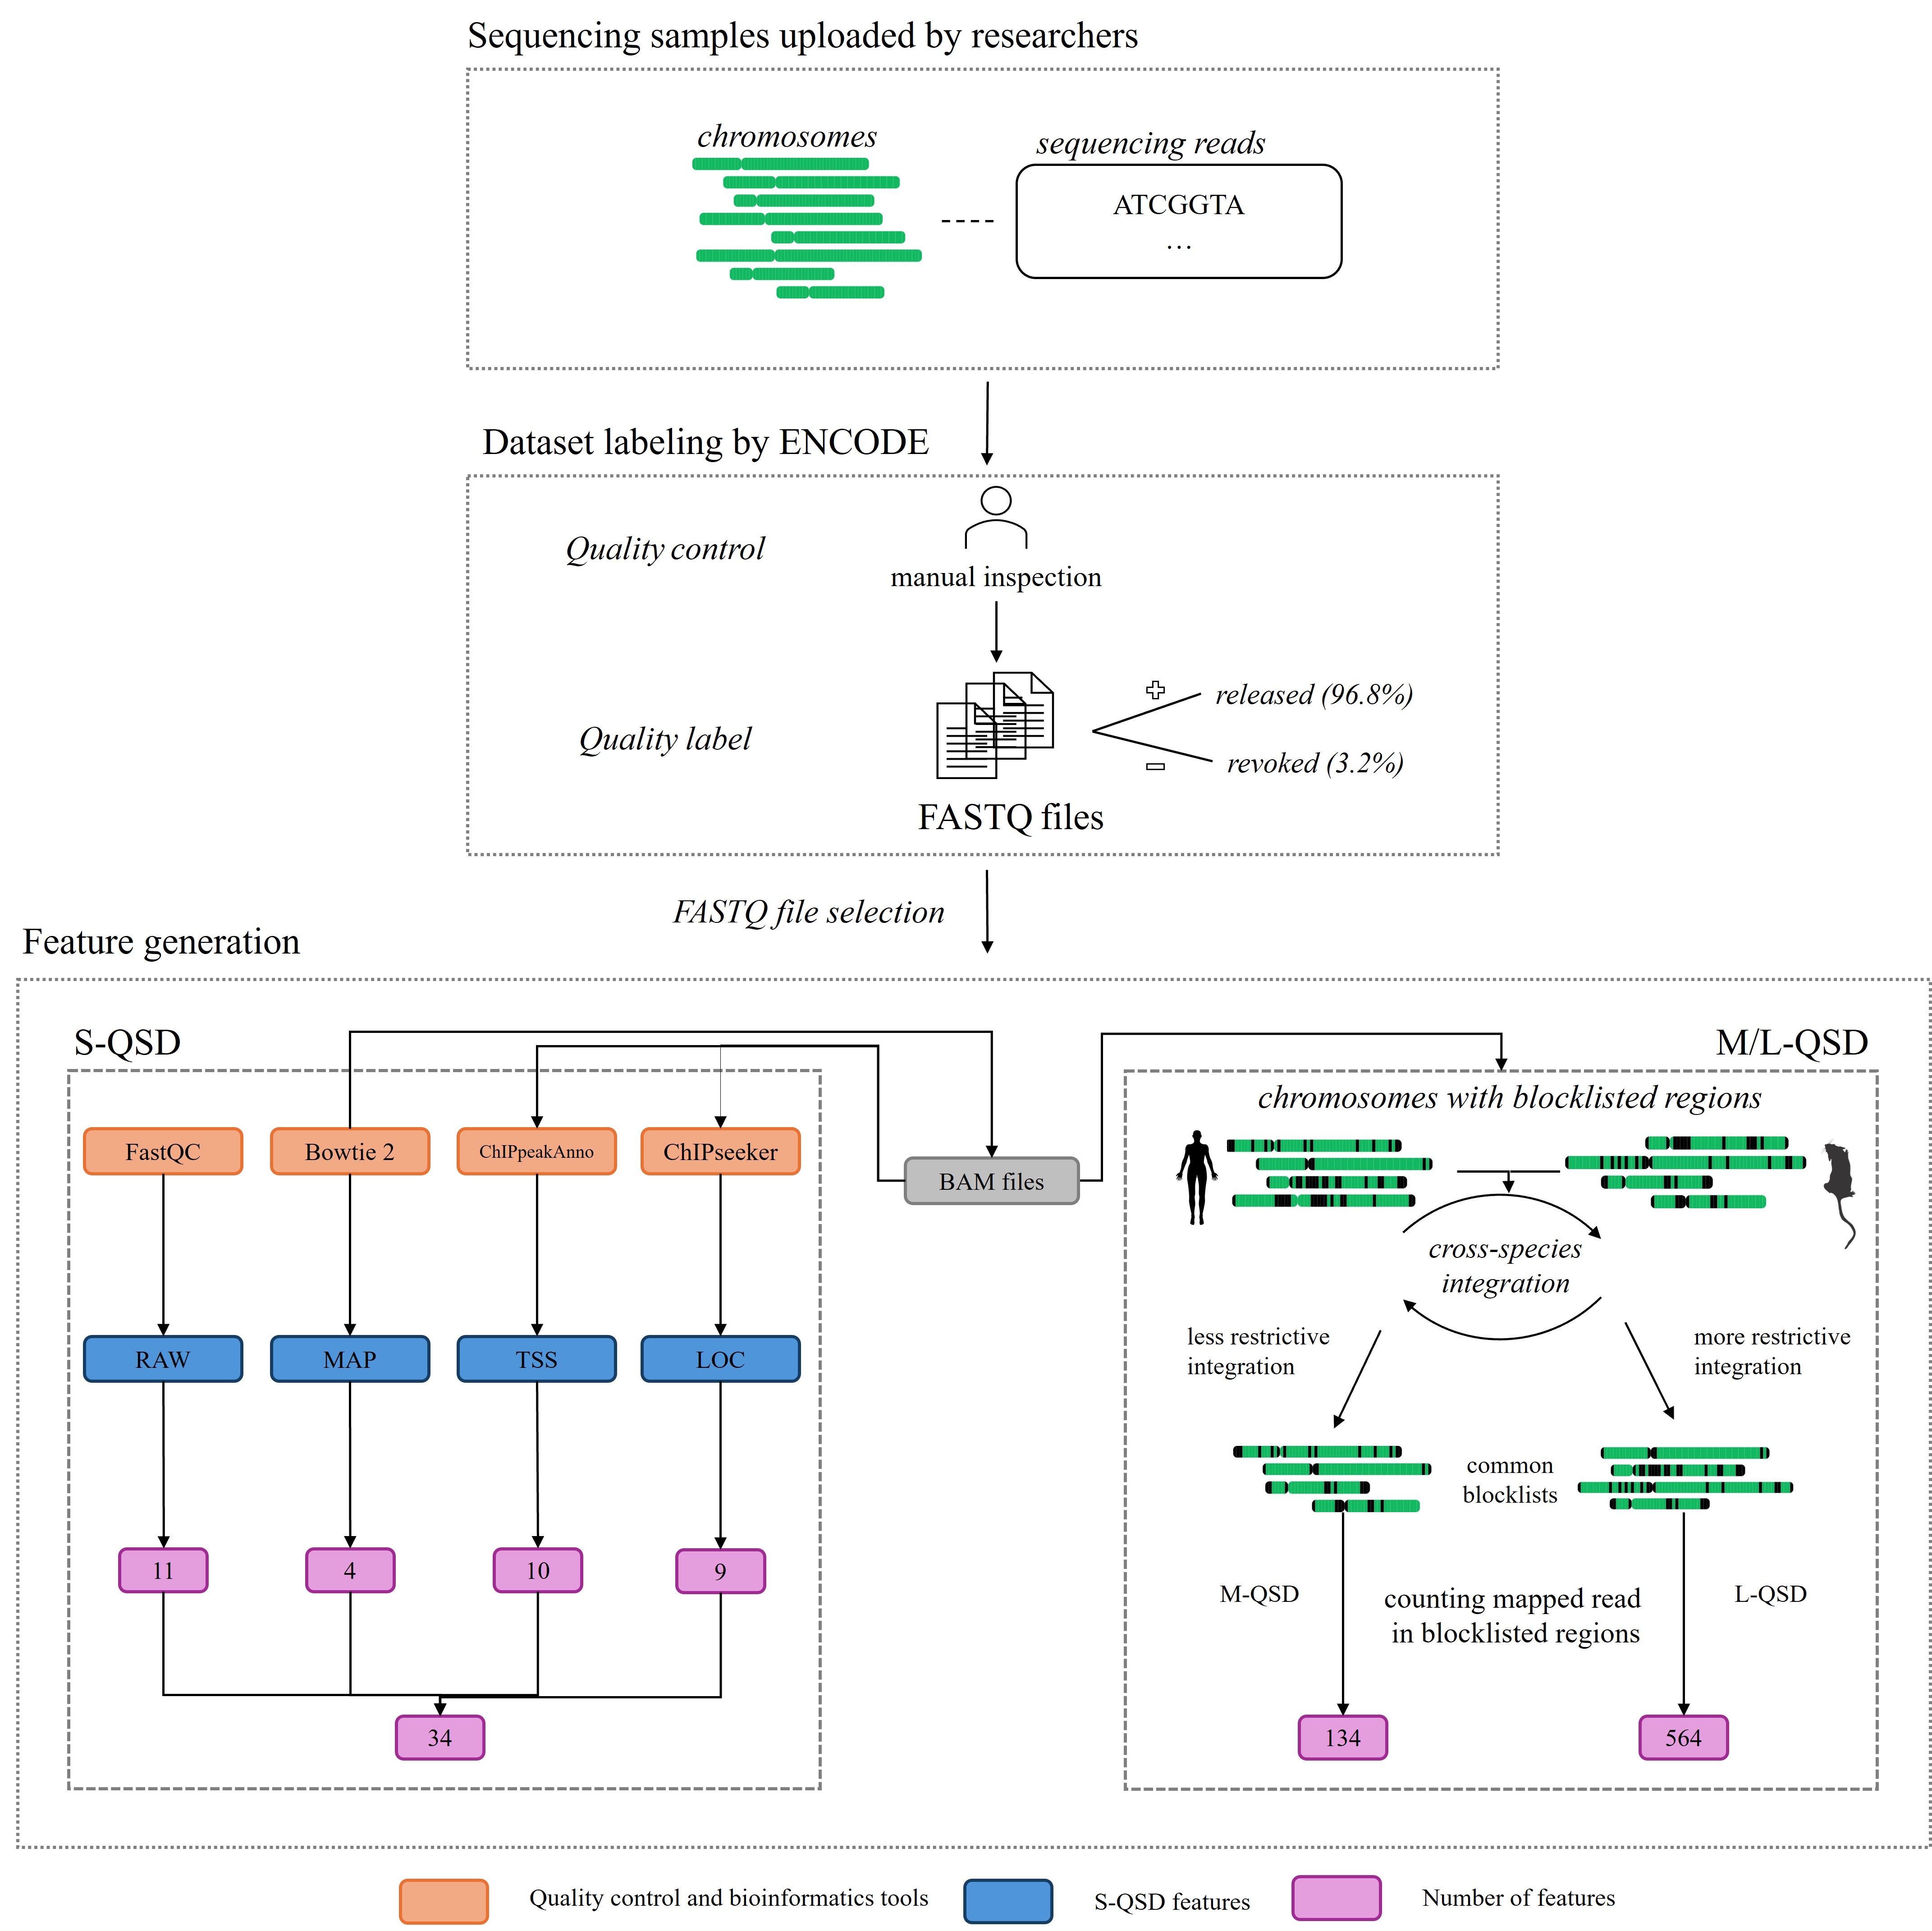 Sequencing samples uploaded by researchers
chromosomes
sequencing reads
ATCGGTA
…
Dataset labeling by ENCODE
Quality control
manual inspection
Quality label
released (96.8%)
revoked (3.2%)
FASTQ files
FASTQ file selection
Feature generation
S-QSD
FastQC
Bowtie 2
ChIPpeakAnno
ChIPseeker
BAM files
RAW
MAP
TSS
LOC
11
4
10
9
34
M/L-QSD
chromosomes with blocklisted regions
cross-species
integration
less restrictive
integration
more restrictive
integration
common
blocklists
M-QSD
counting mapped read
in blocklisted regions
L-QSD
134
564
Quality control and bioinformatics tools
S-QSD features
Number of features